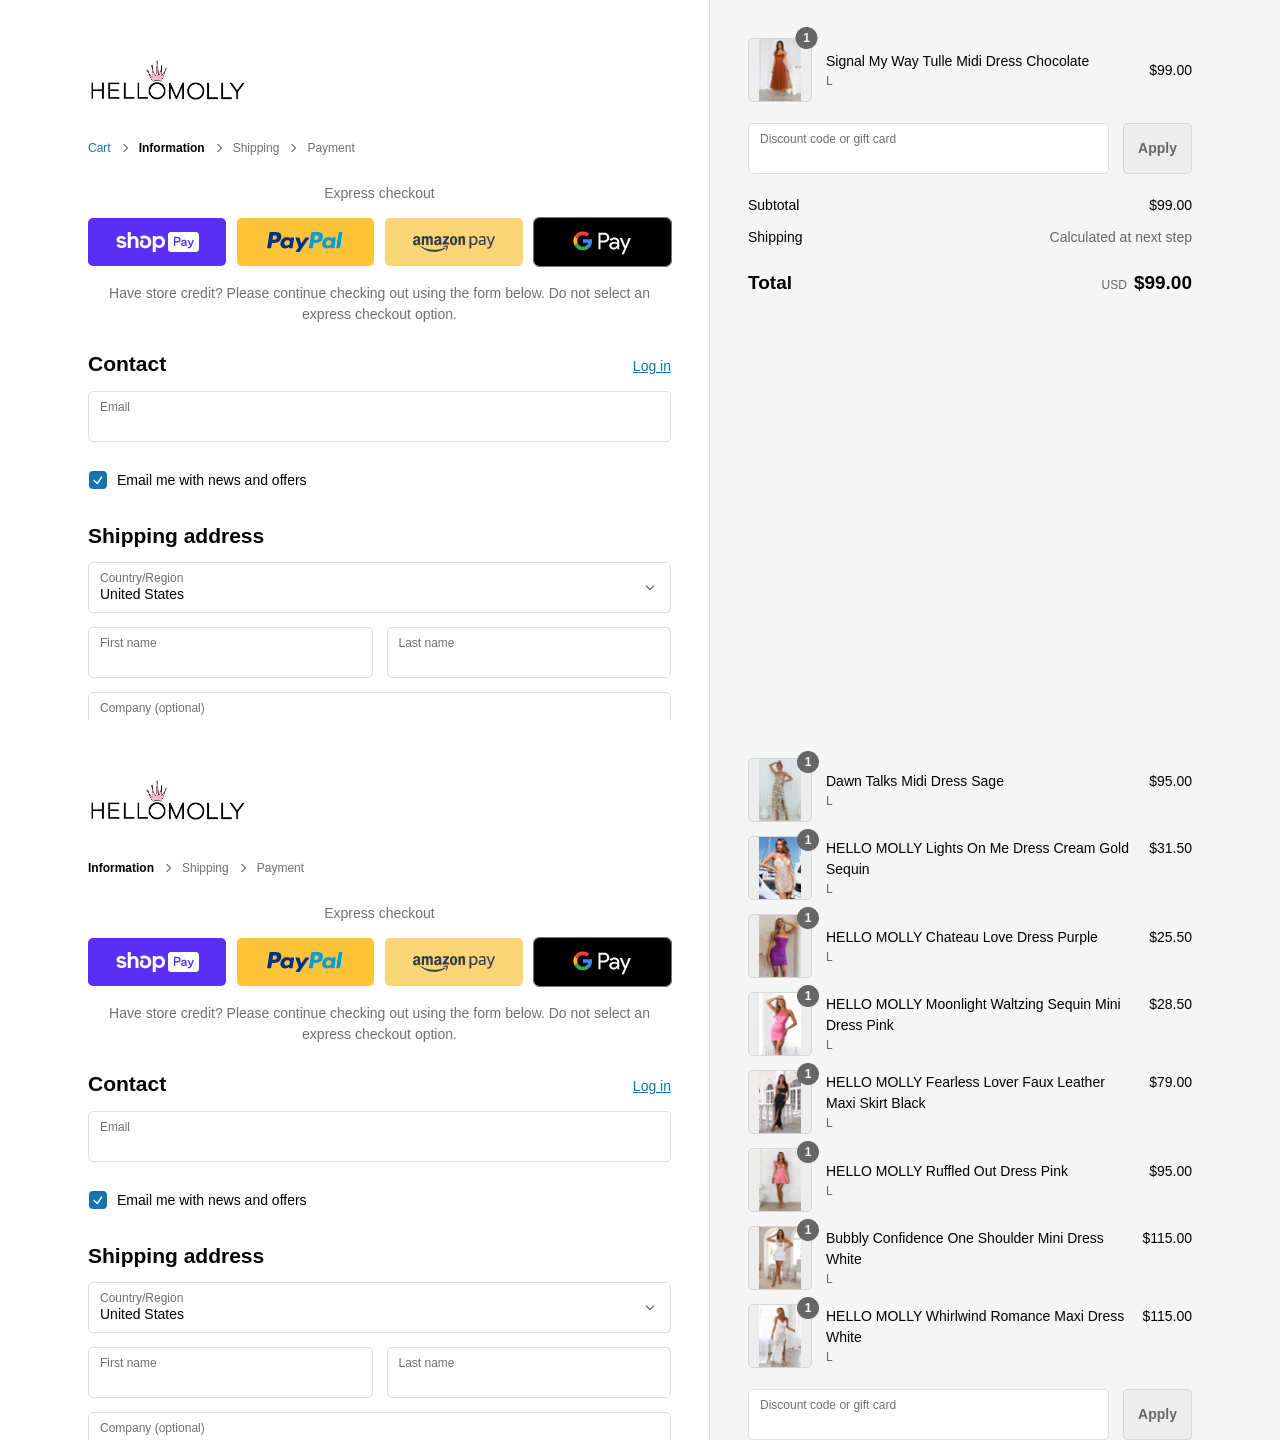 HELLOMOLLY
Cart > Information > Shipping > Payment
Express checkout
shop Pay
PayPal
amazon pay
G Pay
Have store credit? Please continue checking out using the form below. Do not select an
express checkout option.
Contact
Log in
Email
Email me with news and offers
Shipping address
Country/Region
United States
First name
Last name
Company (optional)
1
Signal My Way Tulle Midi Dress Chocolate
$99.00
L
Discount code or gift card
Apply
Subtotal
$99.00
Shipping
Calculated at next step
Total
USD $99.00
HELLOMOLLY
Information > Shipping > Payment
Express checkout
shop Pay
PayPal
amazon pay
G Pay
Have store credit? Please continue checking out using the form below. Do not select an
express checkout option.
Contact
Log in
Email
Email me with news and offers
Shipping address
Country/Region
United States
First name
Last name
Company (optional)
1
Dawn Talks Midi Dress Sage
$95.00
L
1
HELLO MOLLY Lights On Me Dress Cream Gold
$31.50
Sequin
L
1
HELLO MOLLY Chateau Love Dress Purple
$25.50
L
1
HELLO MOLLY Moonlight Waltzing Sequin Mini
$28.50
Dress Pink
L
1
HELLO MOLLY Fearless Lover Faux Leather
$79.00
Maxi Skirt Black
L
1
HELLO MOLLY Ruffled Out Dress Pink
$95.00
L
1
Bubbly Confidence One Shoulder Mini Dress
$115.00
White
L
1
HELLO MOLLY Whirlwind Romance Maxi Dress
$115.00
White
L
Discount code or gift card
Apply